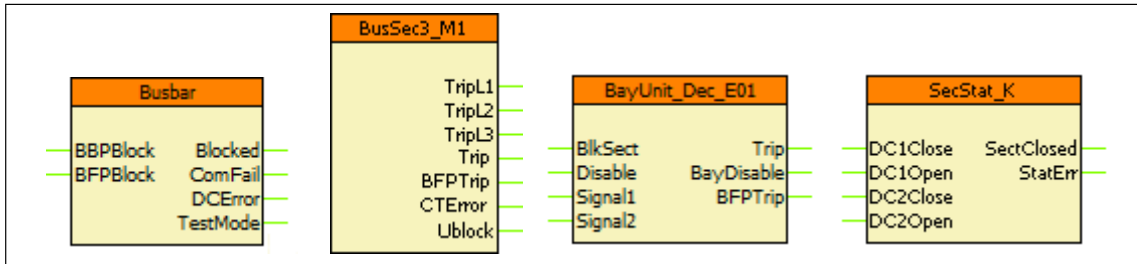 Busbar
BBPBlock Blocked
BFPBlock ComFail
DCError
TestMode
BusSec3_M1
TripL1
TripL2
TripL3
Trip
BFPTrip
CTError
Ublock
BayUnit_Dec_E01
BlkSect Trip
Disable BayDisable
Signal1 BFPTrip
Signal2
SecStat_K
DC1Close SectClosed
DC1Open StatErr
DC2Close
DC2Open